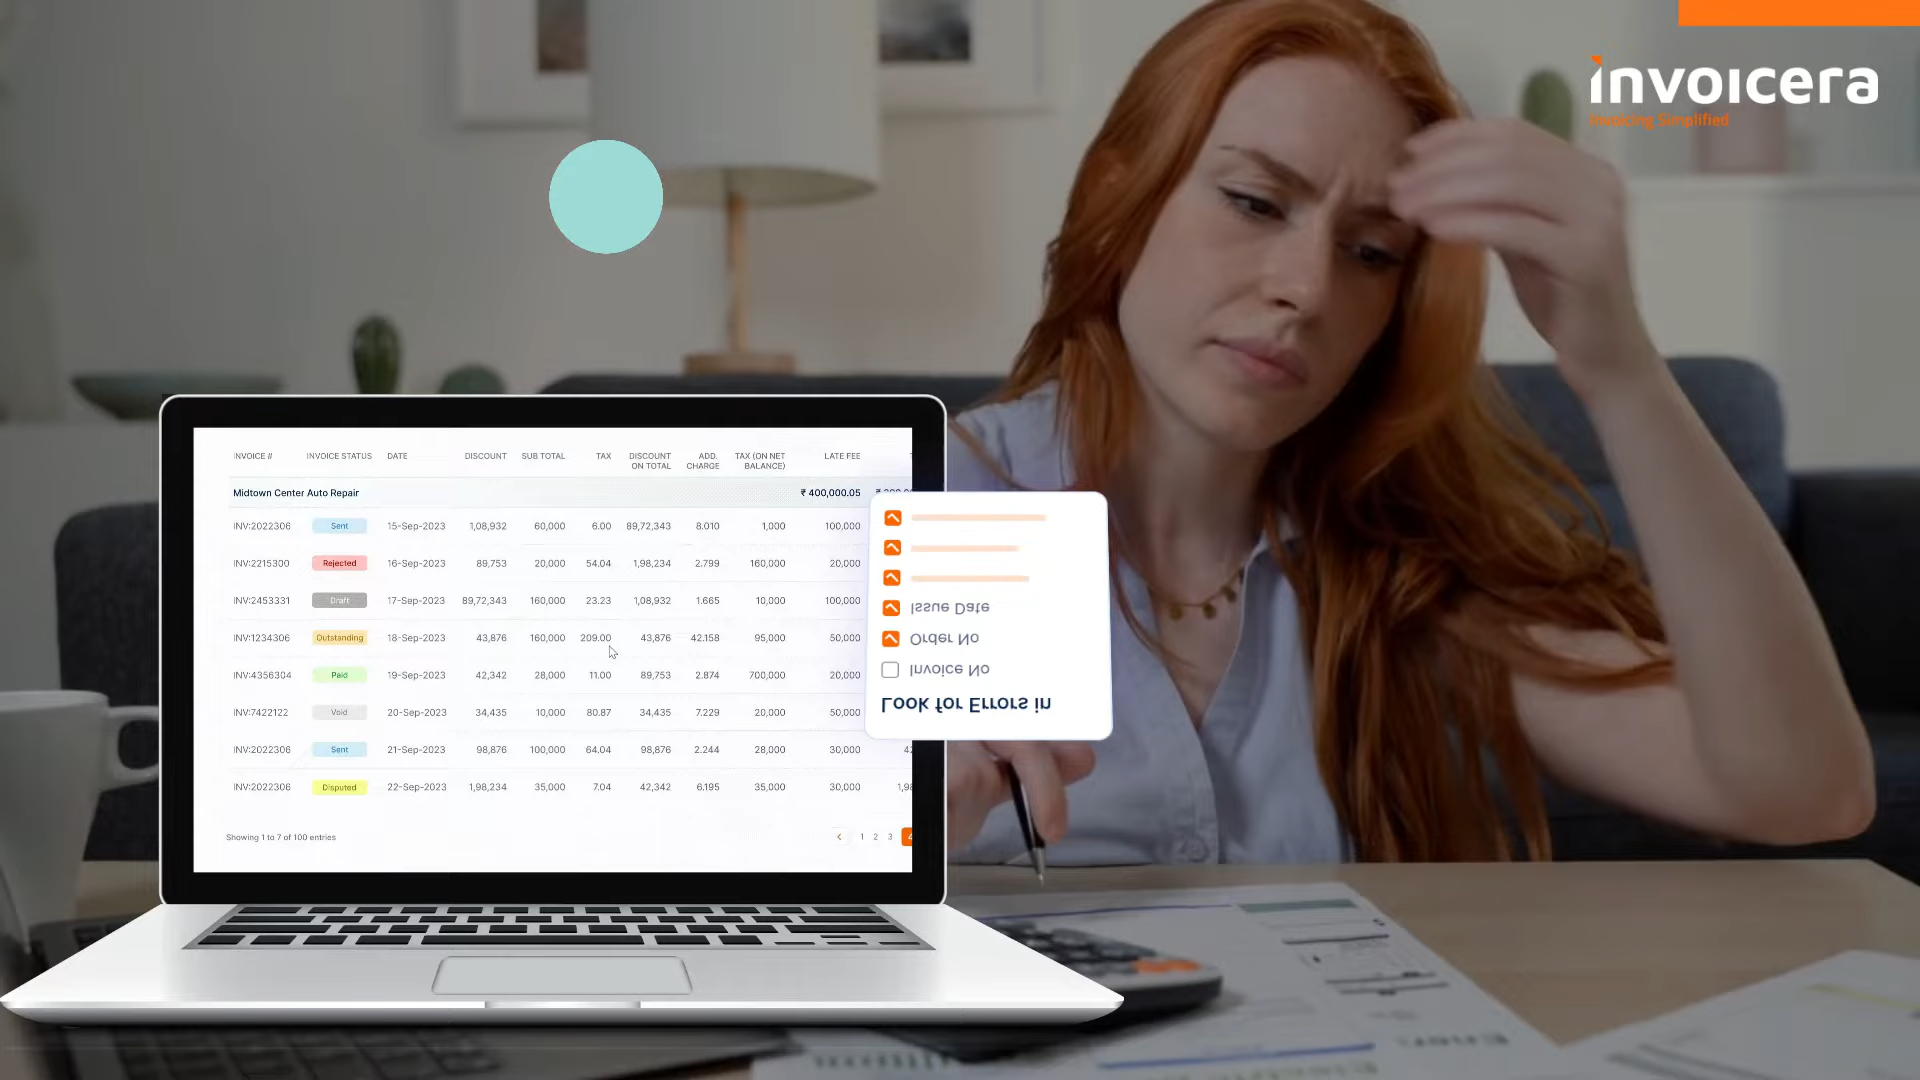 invoicera
Invoicing Simplified
INVOICE # INVOICE STATUS DATE DISCOUNT SUB TOTAL TAX DISCOUNT ON TOTAL ADD. CHARGE TAX (ON NET BALANCE) LATE FEE
Midtown Center Auto Repair ₹ 400,000.05
INV:2022306 Sent 15-Sep-2023 1,08,932 60,000 6.00 89,72,343 8.010 1,000 100,000
INV:2215300 Rejected 16-Sep-2023 89,753 20,000 54.04 1,98,234 2.799 160,000 20,000
INV:2453331 Draft 17-Sep-2023 89,72,343 160,000 23.23 1,08,932 1.665 10,000 100,000
INV:1234306 Outstanding 18-Sep-2023 43,876 160,000 209.00 43,876 42.158 95,000 50,000
INV:4356304 Paid 19-Sep-2023 42,342 28,000 11.00 89,753 2.874 700,000 20,000
INV:7422122 Void 20-Sep-2023 34,435 10,000 80.87 34,435 7.229 20,000 50,000
INV:2022306 Sent 21-Sep-2023 98,876 100,000 64.04 98,876 2.244 28,000 30,000 42
INV:2022306 Disputed 22-Sep-2023 1,98,234 35,000 7.04 42,342 6.195 35,000 30,000 1,98
Showing 1 to 7 of 100 entries 1 2 3 4
Look for Errors in
Invoice No
Order No
Issue Date